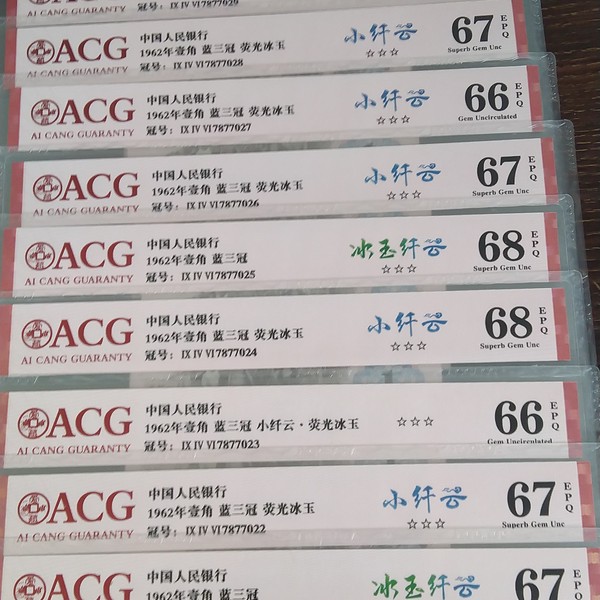 AI CANG GUARANTY
冠号：IX IV VI7877029
ACG
中国人民银行
1962年壹角 蓝三冠 荧光冰玉
冠号：IX IV VI7877028
小纤云
☆☆☆
67
EPQ
Superb Gem Unc
AI CANG GUARANTY
ACG
中国人民银行
1962年壹角 蓝三冠 荧光冰玉
冠号：IX IV VI7877027
小纤云
☆☆☆
66
EPQ
Gem Uncirculated
AI CANG GUARANTY
ACG
中国人民银行
1962年壹角 蓝三冠 荧光冰玉
冠号：IX IV VI7877026
小纤云
☆☆☆
67
EPQ
Superb Gem Unc
AI CANG GUARANTY
ACG
中国人民银行
1962年壹角 蓝三冠
冠号：IX IV VI7877025
冰玉纤云
☆☆☆
68
EPQ
Superb Gem Unc
AI CANG GUARANTY
ACG
中国人民银行
1962年壹角 蓝三冠 荧光冰玉
冠号：IX IV VI7877024
小纤云
☆☆☆
68
EPQ
Superb Gem Unc
AI CANG GUARANTY
ACG
中国人民银行
1962年壹角 蓝三冠 小纤云·荧光冰玉
冠号：IX IV VI7877023
☆☆☆
66
EPQ
Gem Uncirculated
AI CANG GUARANTY
ACG
中国人民银行
1962年壹角 蓝三冠 荧光冰玉
冠号：IX IV VI7877022
小纤云
☆☆☆
67
EPQ
Superb Gem Unc
AI CANG GUARANTY
ACG
中国人民银行
1962年壹角 蓝三冠
冰玉纤云
67
EPQ